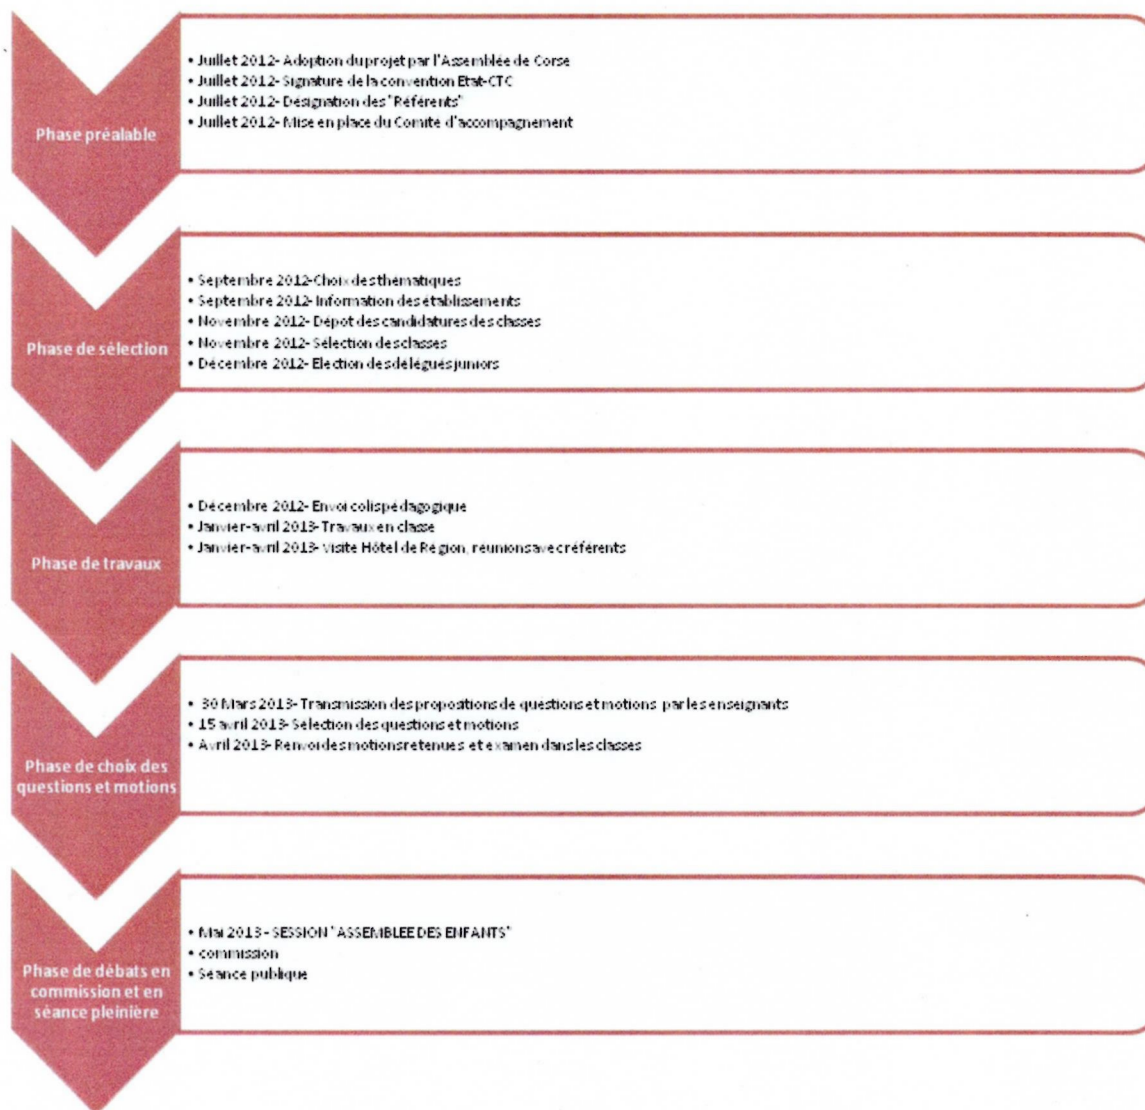 Phase préalable
• Juillet 2012- Adoption du projet par l'Assemblée de Corse
• Juillet 2012- Signature de la convention Etat-CTC
• Juillet 2012- Désignation des "Référents"
• Juillet 2012- Mise en place du Comité d'accompagnement
Phase de sélection
• Septembre 2012-Choix des thématiques
• Septembre 2012- Information des établissements
• Novembre 2012- Dépot des candidatures des classes
• Novembre 2012- Sélection des classes
• Décembre 2012- Election des délégués juniors
Phase de travaux
• Décembre 2012- Envoi colis pédagogique
• Janvier-avril 2013- Travaux en classe
• Janvier-avril 2013- Visite Hôtel de Région, réunions avec référents
Phase de choix des
questions et motions
• 30 Mars 2013- Transmission des propositions de questions et motions par les enseignants
• 15 avril 2013- Sélection des questions et motions
• Avril 2013- Renvoi des motions retenues et examen dans les classes
Phase de débats en
commission et en
séance pleinière
• Mai 2013 - SESSION "ASSEMBLEE DES ENFANTS"
• commission
• Séance publique